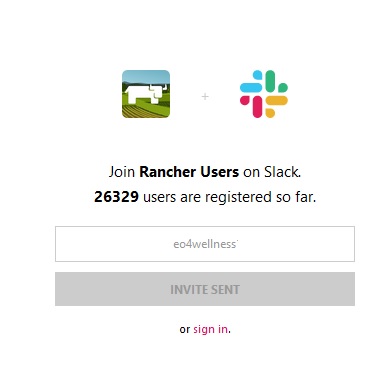 +
Join Rancher Users on Slack.
26329 users are registered so far.
eo4wellness
INVITE SENT
or sign in.